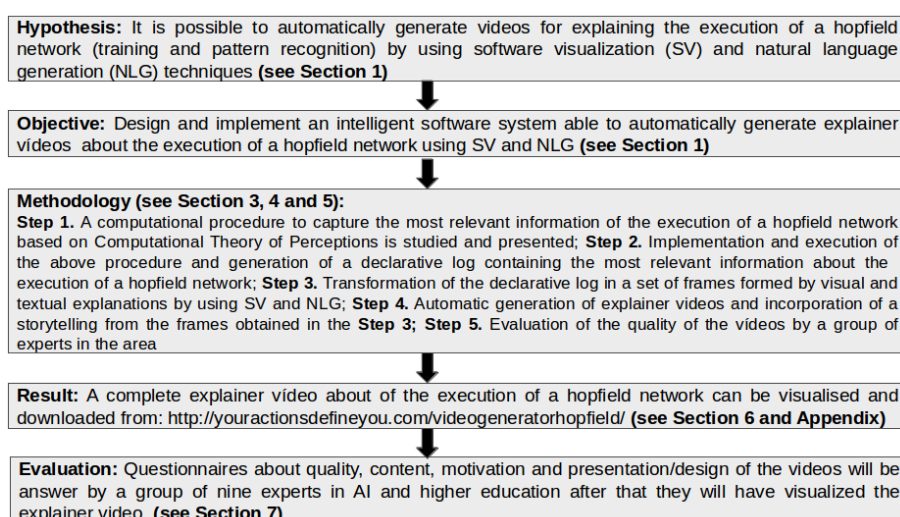 Hypothesis: It is possible to automatically generate videos for explaining the execution of a hopfield
network (training and pattern recognition) by using software visualization (SV) and natural language
generation (NLG) techniques (see Section 1)
Objective: Design and implement an intelligent software system able to automatically generate explainer
vídeos about the execution of a hopfield network using SV and NLG (see Section 1)
Methodology (see Section 3, 4 and 5):
Step 1. A computational procedure to capture the most relevant information of the execution of a hopfield network
based on Computational Theory of Perceptions is studied and presented; Step 2. Implementation and execution of
the above procedure and generation of a declarative log containing the most relevant information about the
execution of a hopfield network; Step 3. Transformation of the declarative log in a set of frames formed by visual and
textual explanations by using SV and NLG; Step 4. Automatic generation of explainer videos and incorporation of a
storytelling from the frames obtained in the Step 3; Step 5. Evaluation of the quality of the vídeos by a group of
experts in the area
Result: A complete explainer vídeo about of the execution of a hopfield network can be visualised and
downloaded from: http://youractionsdefineyou.com/videogeneratorhopfield/ (see Section 6 and Appendix)
Evaluation: Questionnaires about quality, content, motivation and presentation/design of the videos will be
answer by a group of nine experts in AI and higher education after that they will have visualized the
explainer video (see Section 7)